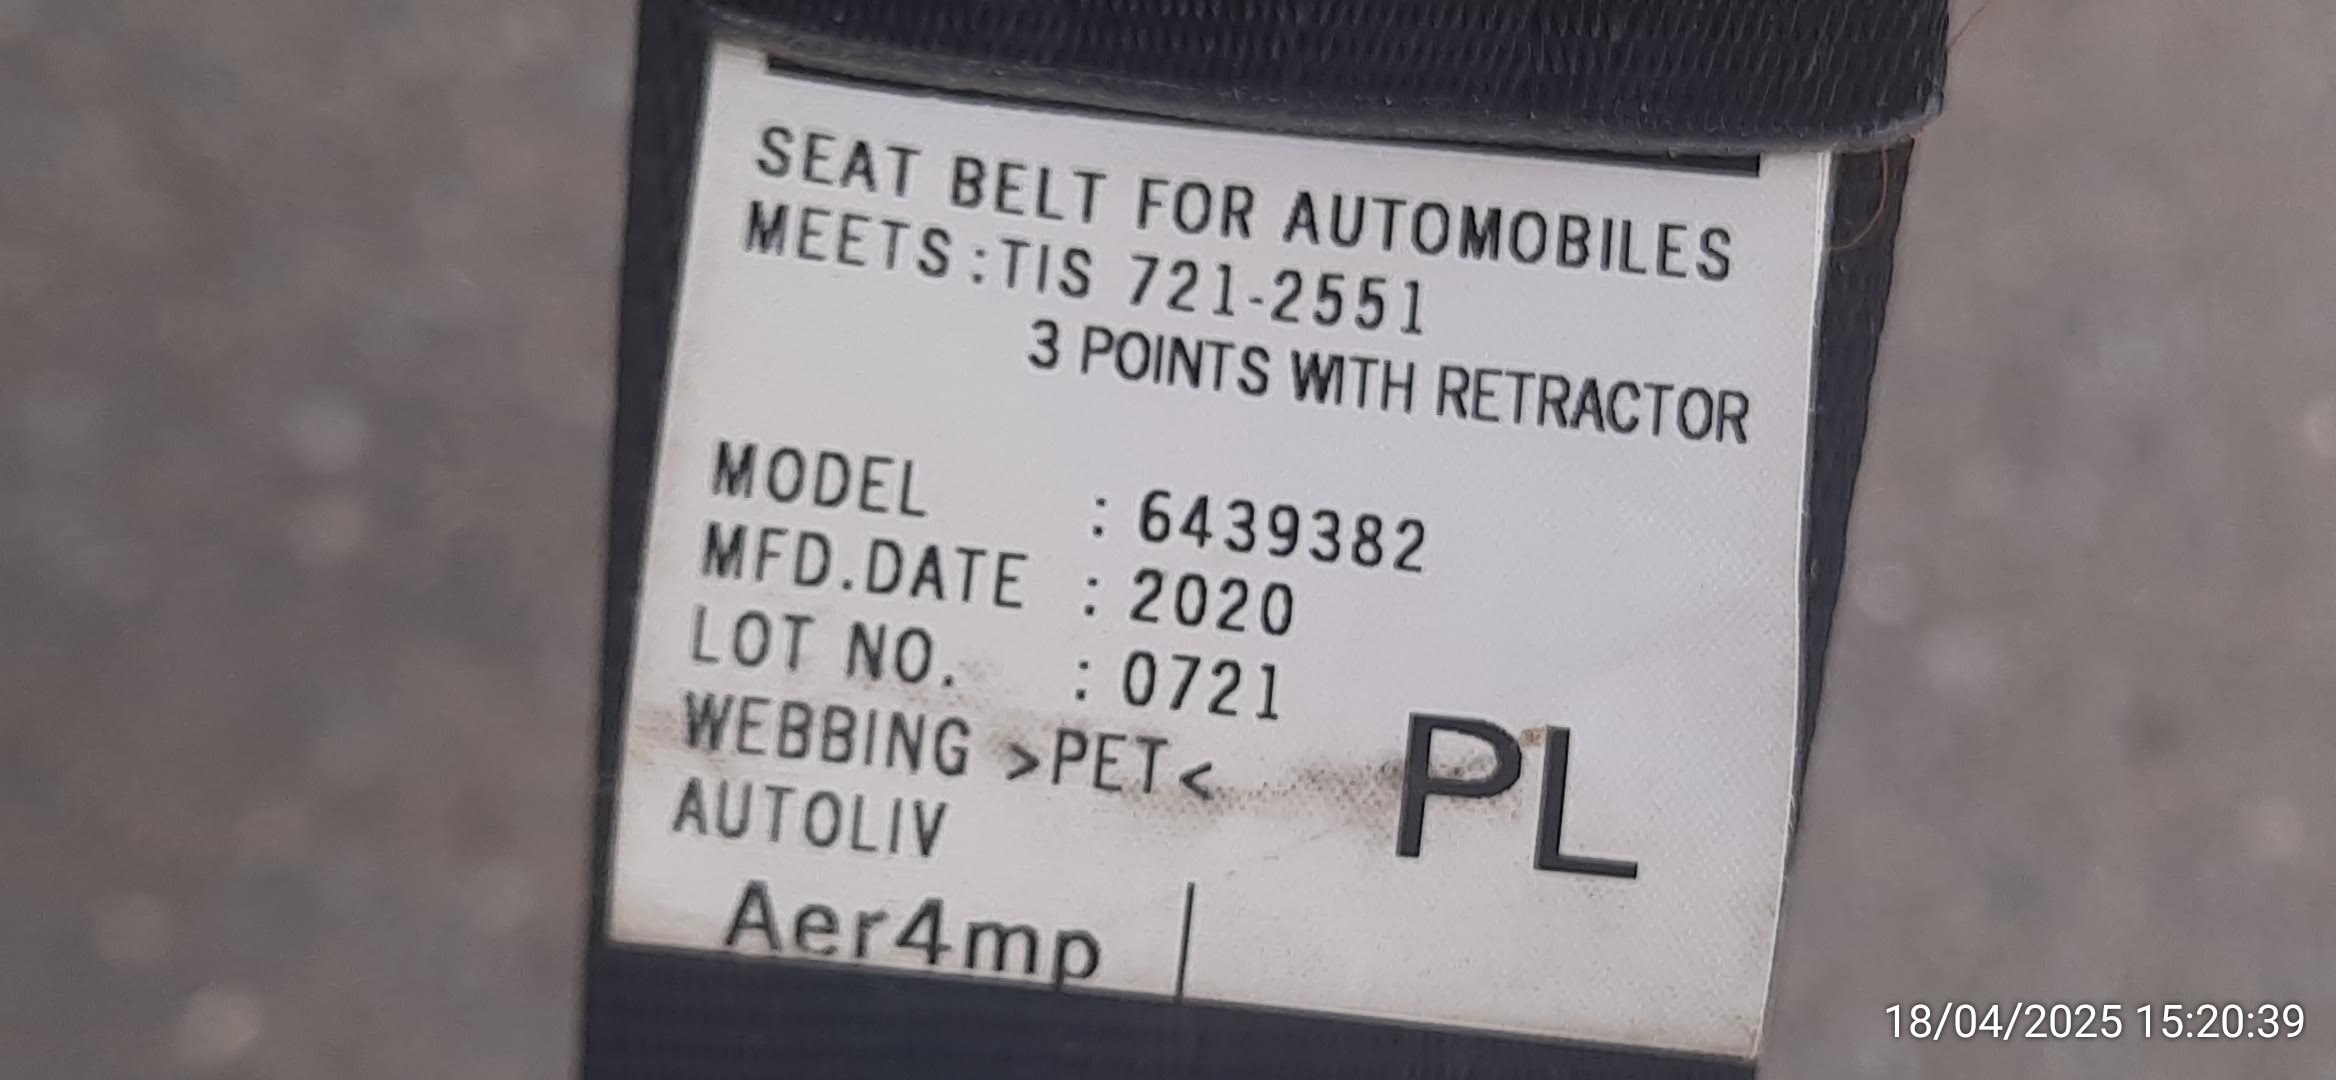 SEAT BELT FOR AUTOMOBILES
MEETS:TIS 721-2551
3 POINTS WITH RETRACTOR
MODEL : 6439382
MFD.DATE : 2020
LOT NO. : 0721
WEBBING >PET<
PL
AUTOLIV
Aer4mp
18/04/2025 15:20:39